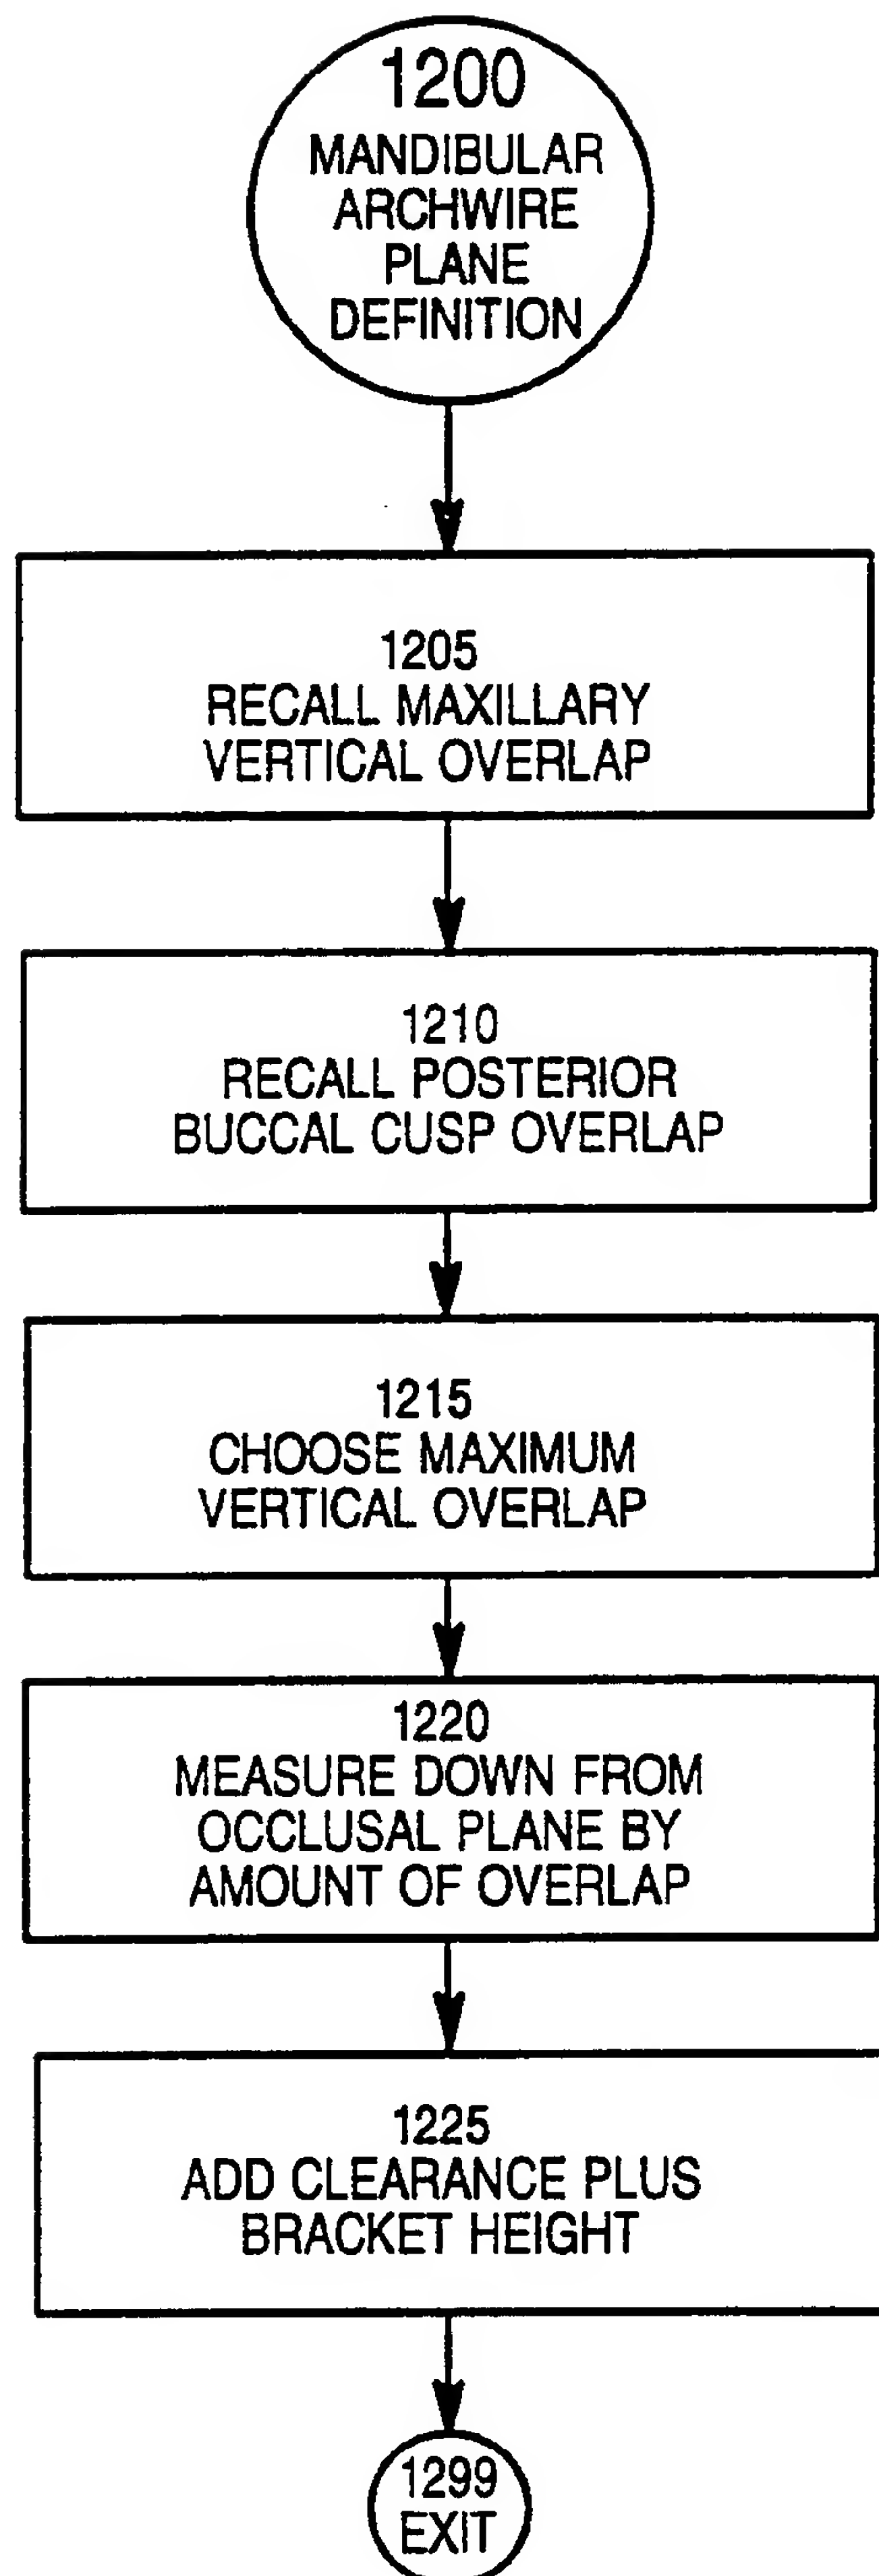 1200
MANDIBULAR
ARCHWIRE
PLANE
DEFINITION
1205
RECALL MAXILLARY
VERTICAL OVERLAP
1210
RECALL POSTERIOR
BUCCAL CUSP OVERLAP
1215
CHOOSE MAXIMUM
VERTICAL OVERLAP
1220
MEASURE DOWN FROM
OCCLUSAL PLANE BY
AMOUNT OF OVERLAP
1225
ADD CLEARANCE PLUS
BRACKET HEIGHT
1299
EXIT